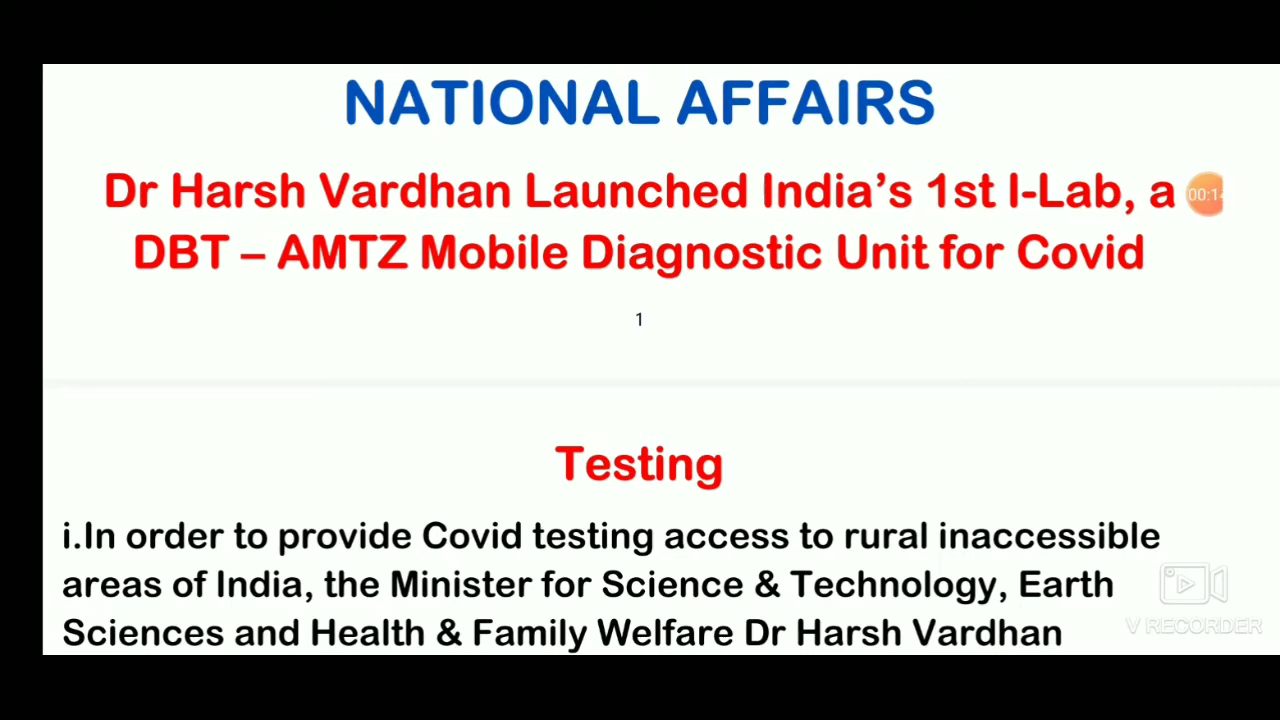 NATIONAL AFFAIRS
Dr Harsh Vardhan Launched India's 1st I-Lab, a
00:14
DBT – AMTZ Mobile Diagnostic Unit for Covid
1
Testing
i.In order to provide Covid testing access to rural inaccessible
areas of India, the Minister for Science & Technology, Earth
Sciences and Health & Family Welfare Dr Harsh Vardhan
V RECORDER